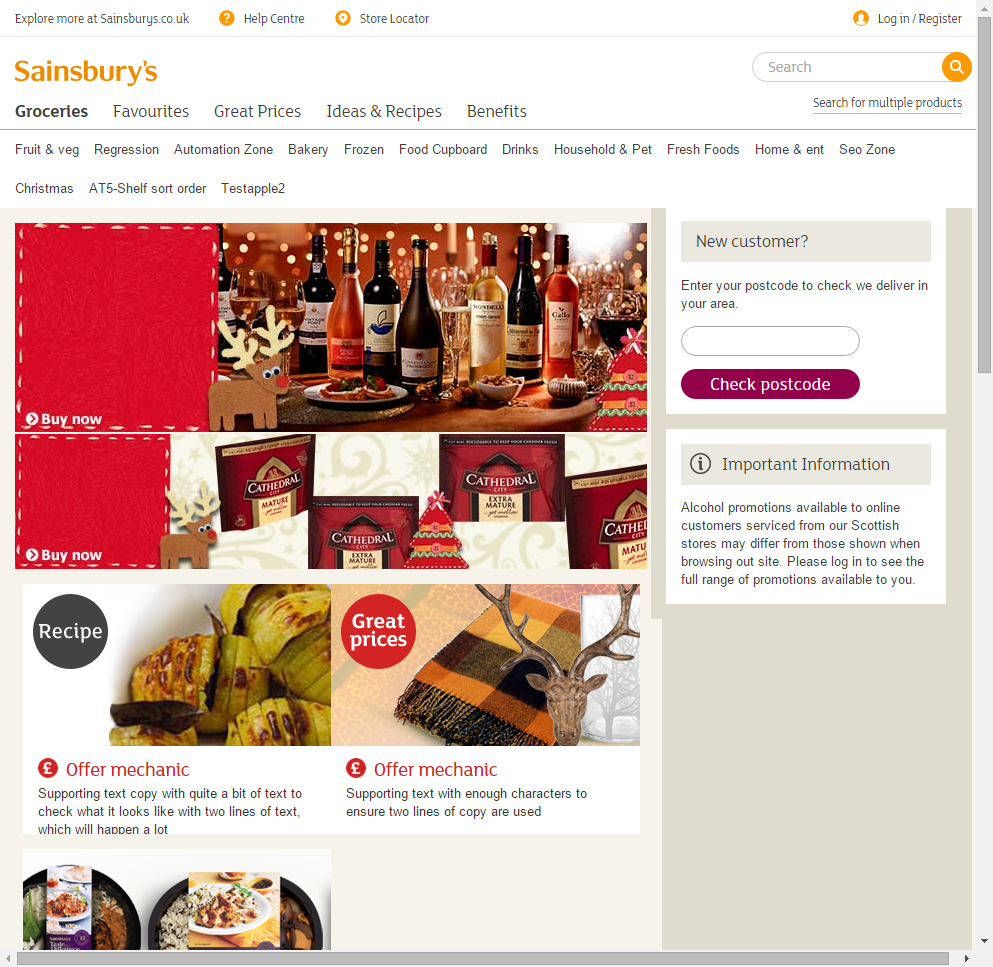 Explore more at Sainsburys.co.uk
Help Centre
Store Locator
Log in / Register
Sainsbury's
Search
Search for multiple products
Groceries
Favourites
Great Prices
Ideas & Recipes
Benefits
Fruit & veg
Regression
Automation Zone
Bakery
Frozen
Food Cupboard
Drinks
Household & Pet
Fresh Foods
Home & ent
Seo Zone
Christmas
AT5-Shelf sort order
Testapple2
Buy now
Gallo
New customer?
Enter your postcode to check we deliver in
your area.
Check postcode
Buy now
CATHEDRAL
CITY
MATURE
CATHEDRAL
CITY
EXTRA
MATURE
CATHEDRAL
CITY
EXTRA
MATURE
Important Information
Alcohol promotions available to online
customers serviced from our Scottish
stores may differ from those shown when
browsing out site. Please log in to see the
full range of promotions available to you.
Recipe
Great
prices
£ Offer mechanic
Supporting text copy with quite a bit of text to
check what it looks like with two lines of text,
which will happen a lot
£ Offer mechanic
Supporting text with enough characters to
ensure two lines of copy are used